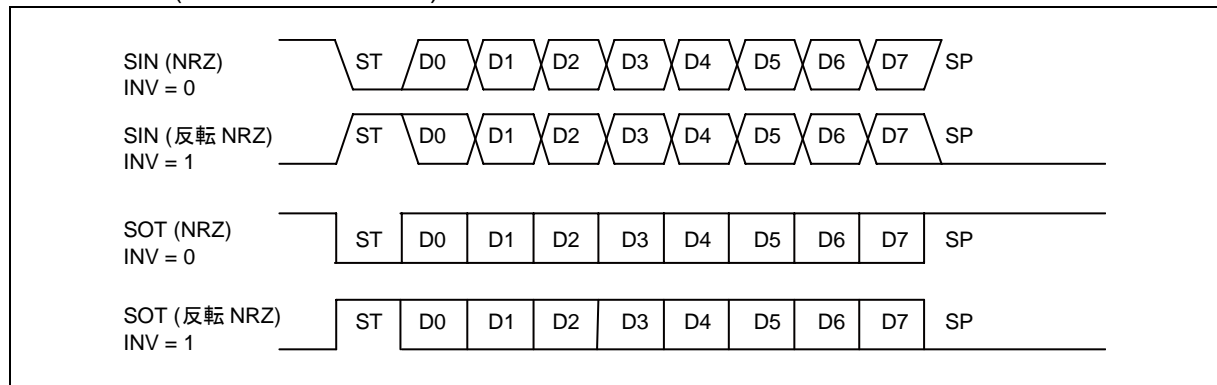 SIN (NRZ)
INV = 0
ST D0 D1 D2 D3 D4 D5 D6 D7 SP
SIN (反転 NRZ)
INV = 1
ST D0 D1 D2 D3 D4 D5 D6 D7 SP
SOT (NRZ)
INV = 0
ST D0 D1 D2 D3 D4 D5 D6 D7 SP
SOT (反転 NRZ)
INV = 1
ST D0 D1 D2 D3 D4 D5 D6 D7 SP